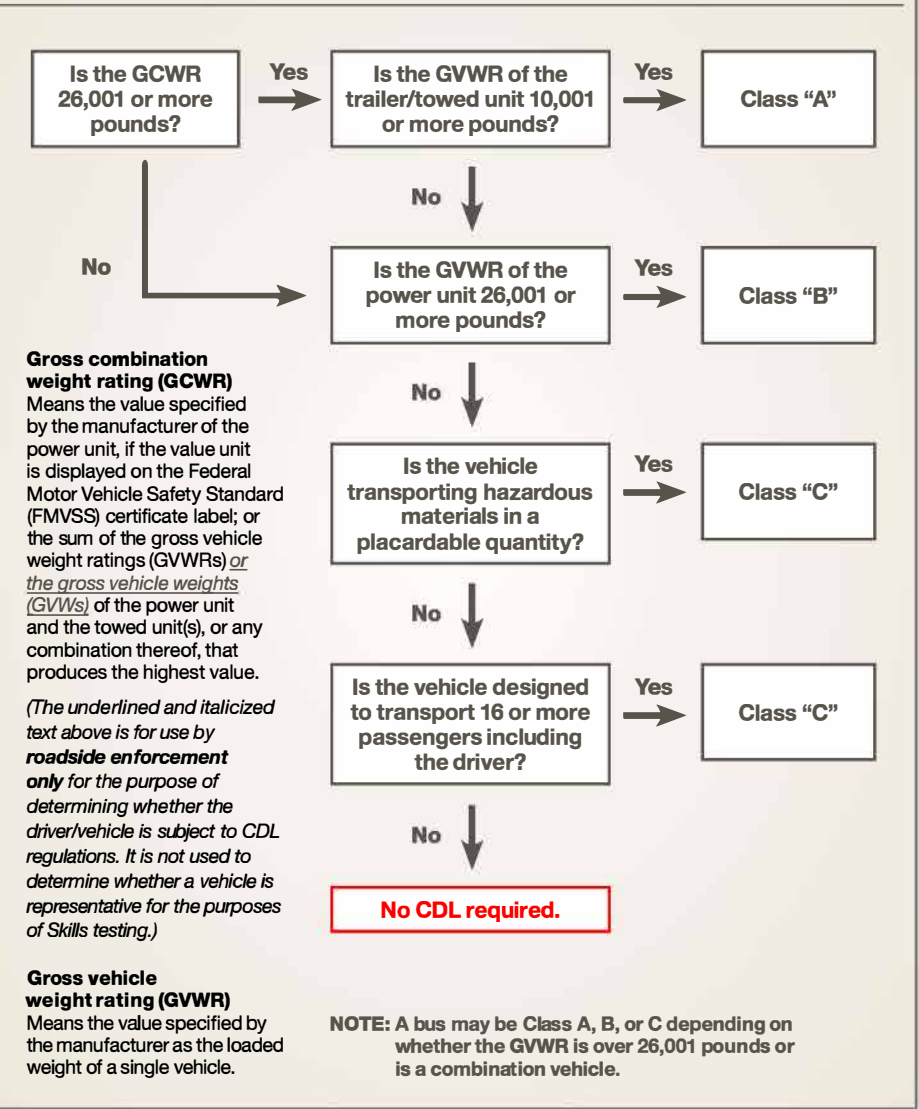 Is the GCWR
26,001 or more
pounds?
Yes
Is the GVWR of the
trailer/towed unit 10,001
or more pounds?
Yes
Class “A”
No
No
Is the GVWR of the
power unit 26,001 or
more pounds?
Yes
Class “B”
No
Is the vehicle
transporting hazardous
materials in a
placardable quantity?
Yes
Class “C”
No
Is the vehicle designed
to transport 16 or more
passengers including
the driver?
Yes
Class “C”
No
No CDL required.
Gross combination
weight rating (GCWR)
Means the value specified
by the manufacturer of the
power unit, if the value unit
is displayed on the Federal
Motor Vehicle Safety Standard
(FMVSS) certificate label; or
the sum of the gross vehicle
weight ratings (GVWRs) or
the gross vehicle weights
(GVWs) of the power unit
and the towed unit(s), or any
combination thereof, that
produces the highest value.
(The underlined and italicized
text above is for use by
roadside enforcement
only for the purpose of
determining whether the
driver/vehicle is subject to CDL
regulations. It is not used to
determine whether a vehicle is
representative for the purposes
of Skills testing.)
Gross vehicle
weight rating (GVWR)
Means the value specified by
the manufacturer as the loaded
weight of a single vehicle.
NOTE: A bus may be Class A, B, or C depending on
whether the GVWR is over 26,001 pounds or
is a combination vehicle.